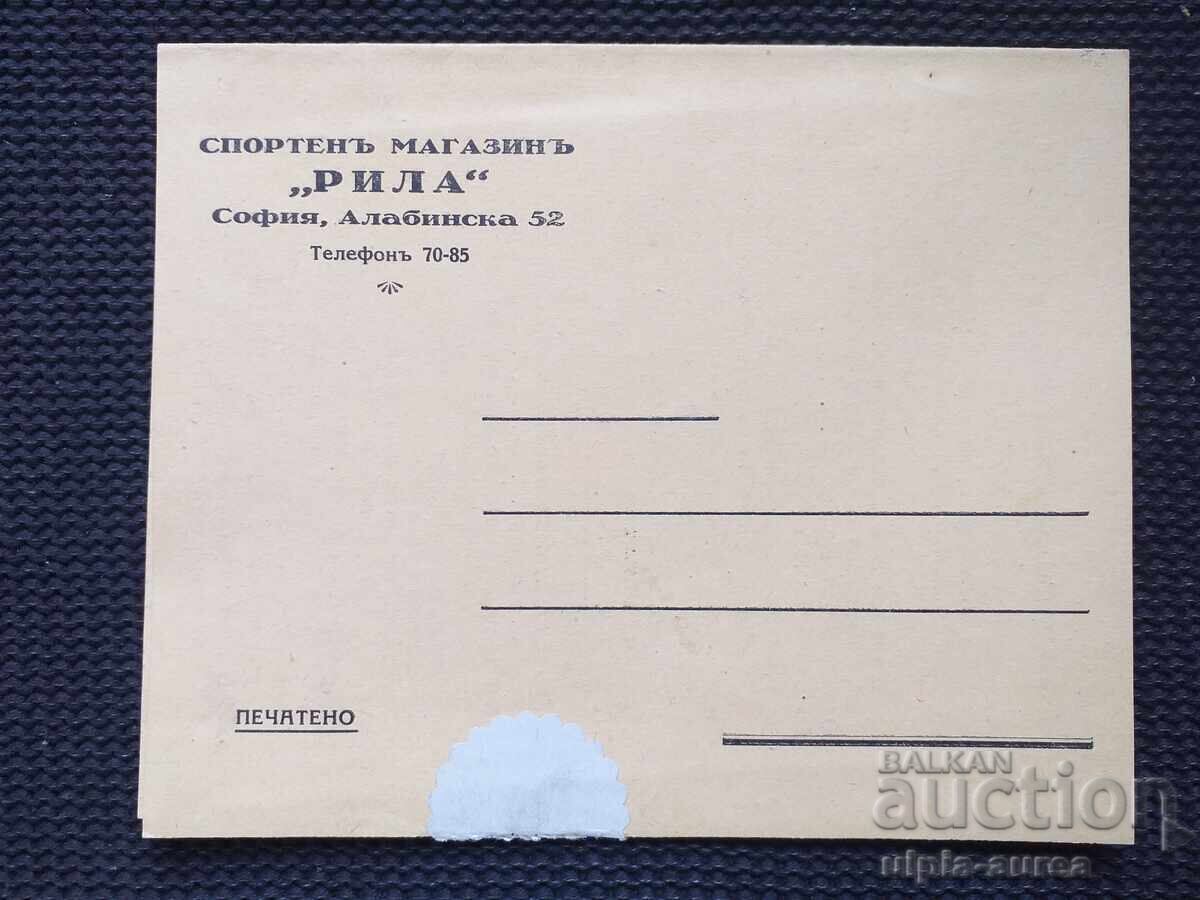 СПОРТЕНЪ МАГАЗИНЪ
„РИЛА“
София, Алабинска 52
Телефонъ 70-85
ПЕЧАТЕНО
BALKAN
auction
ulpia-aurea